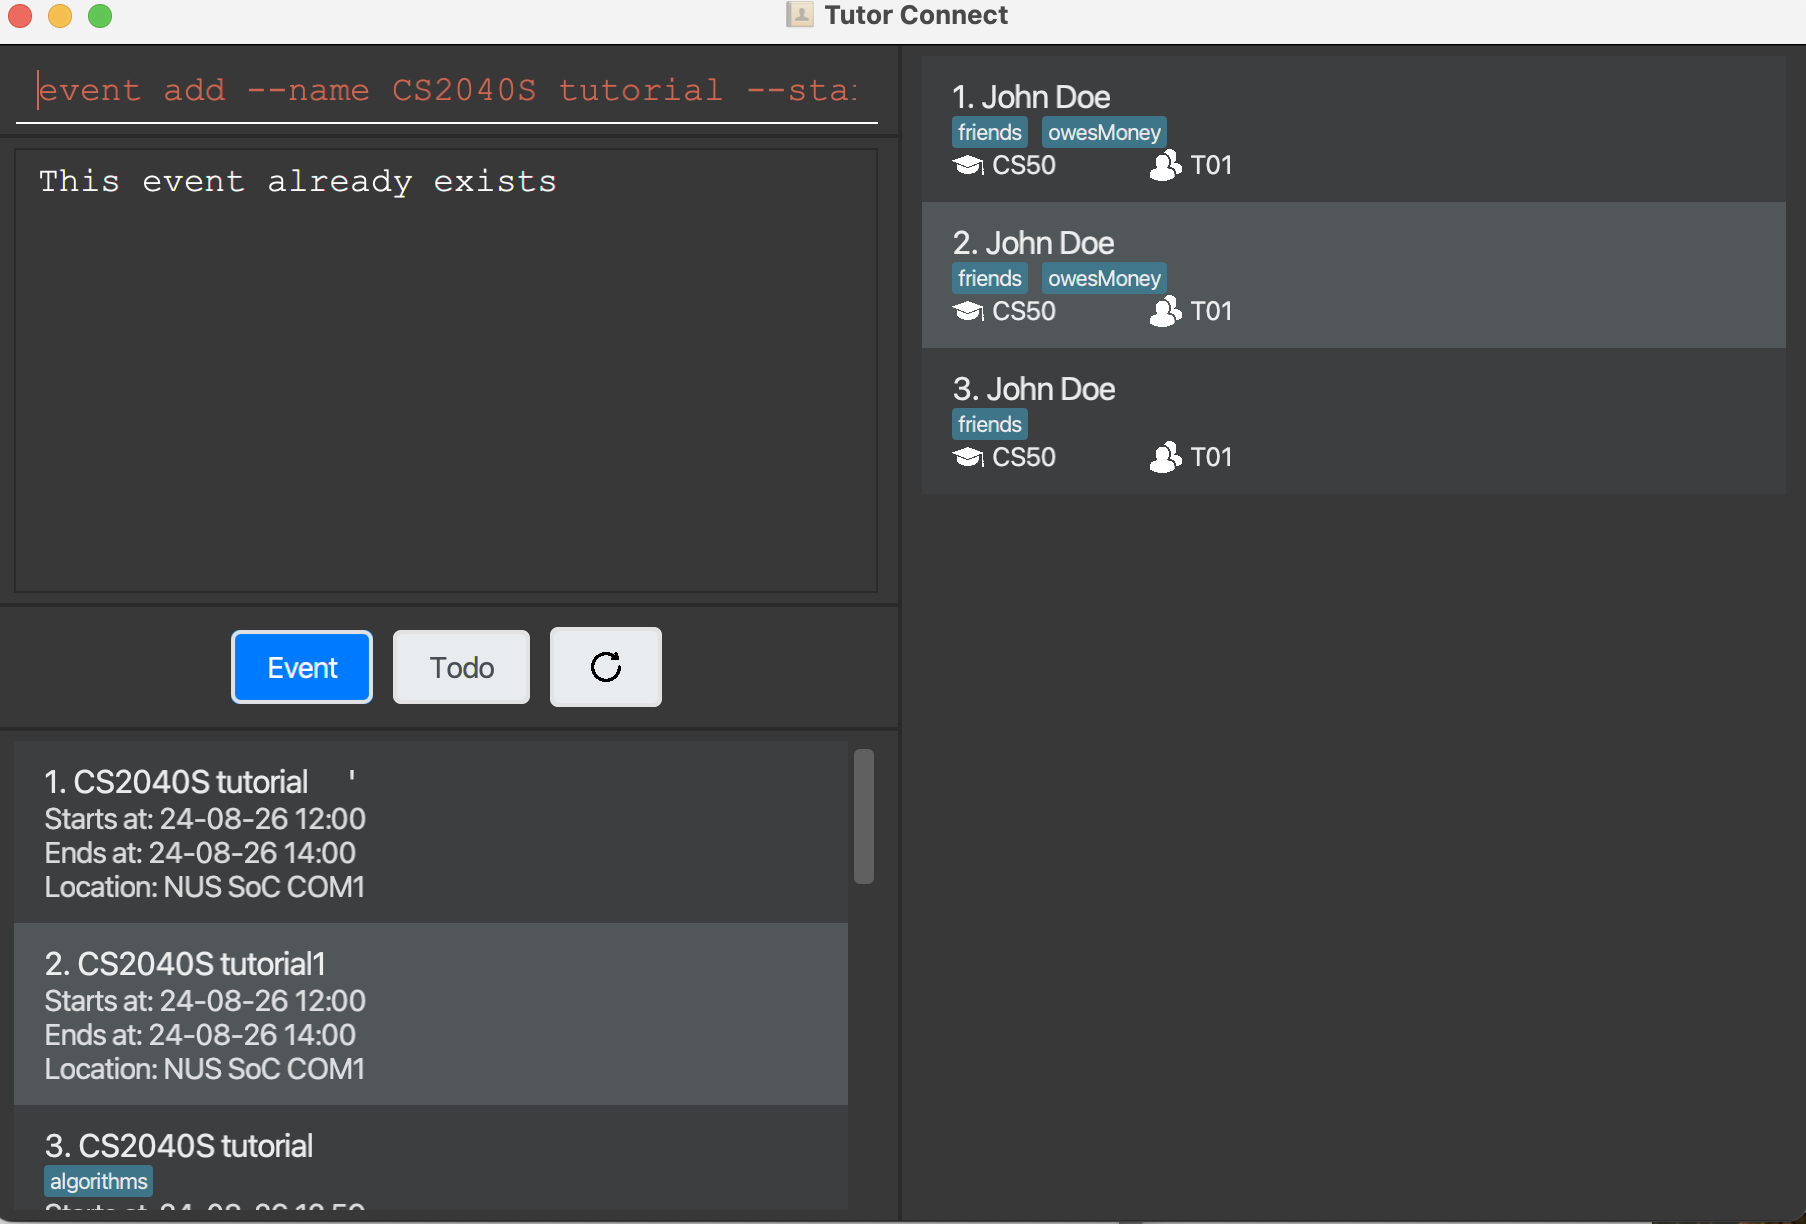 Tutor Connect
event add --name CS2040S tutorial --sta
This event already exists
Event Todo
1. CS2040S tutorial '
Starts at: 24-08-26 12:00
Ends at: 24-08-26 14:00
Location: NUS SoC COM1
2. CS2040S tutorial1
Starts at: 24-08-26 12:00
Ends at: 24-08-26 14:00
Location: NUS SoC COM1
3. CS2040S tutorial
algorithms
1. John Doe
friends owesMoney
CS50 T01
2. John Doe
friends owesMoney
CS50 T01
3. John Doe
friends
CS50 T01